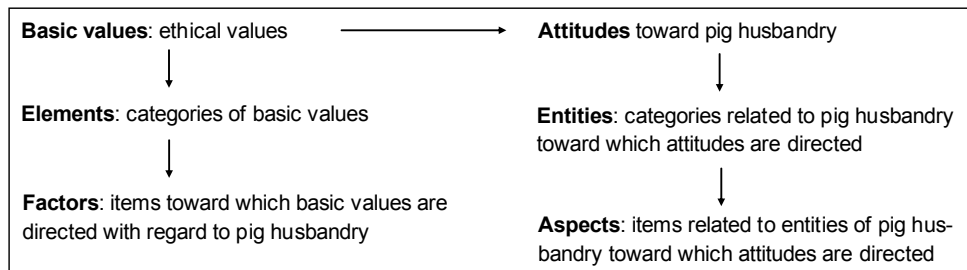 Basic values: ethical values
Attitudes toward pig husbandry
Elements: categories of basic values
Entities: categories related to pig husbandry
toward which attitudes are directed
Factors: items toward which basic values are
directed with regard to pig husbandry
Aspects: items related to entities of pig hus-
bandry toward which attitudes are directed